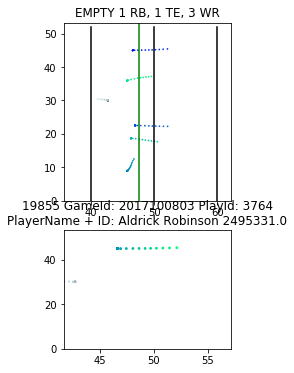 EMPTY 1 RB, 1 TE, 3 WR
50
40
30
20
10
0
40 50 60
19855 GameId: 2017100803 PlayId: 3764
PlayerName + ID: Aldrick Robinson 2495331.0
40
20
0
45 50 55